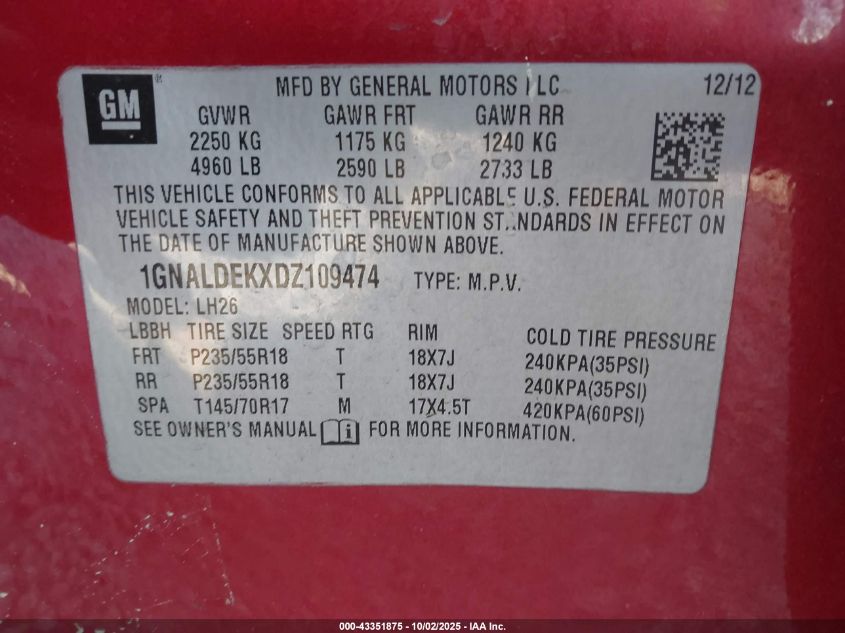 GM®
MFD BY GENERAL MOTORS LLC 12/12
GVWR GAWR FRT GAWR RR
2250 KG 1175 KG 1240 KG
4960 LB 2590 LB 2733 LB
THIS VEHICLE CONFORMS TO ALL APPLICABLE U.S. FEDERAL MOTOR
VEHICLE SAFETY AND THEFT PREVENTION ST..NDARDS IN EFFECT ON
THE DATE OF MANUFACTURE SHOWN ABOVE.
1GNALDEKXDZ109474 TYPE: M.P.V.
MODEL: LH26
LBBH TIRE SIZE SPEED RTG RIM COLD TIRE PRESSURE
FRT P235/55R18 T 18X7J 240KPA(35PSI)
RR P235/55R18 T 18X7J 240KPA(35PSI)
SPA T145/70R17 M 17X4.5T 420KPA(60PSI)
SEE OWNER'S MANUAL FOR MORE INFORMATION.
000-43351875 - 10/02/2025 - IAA Inc.